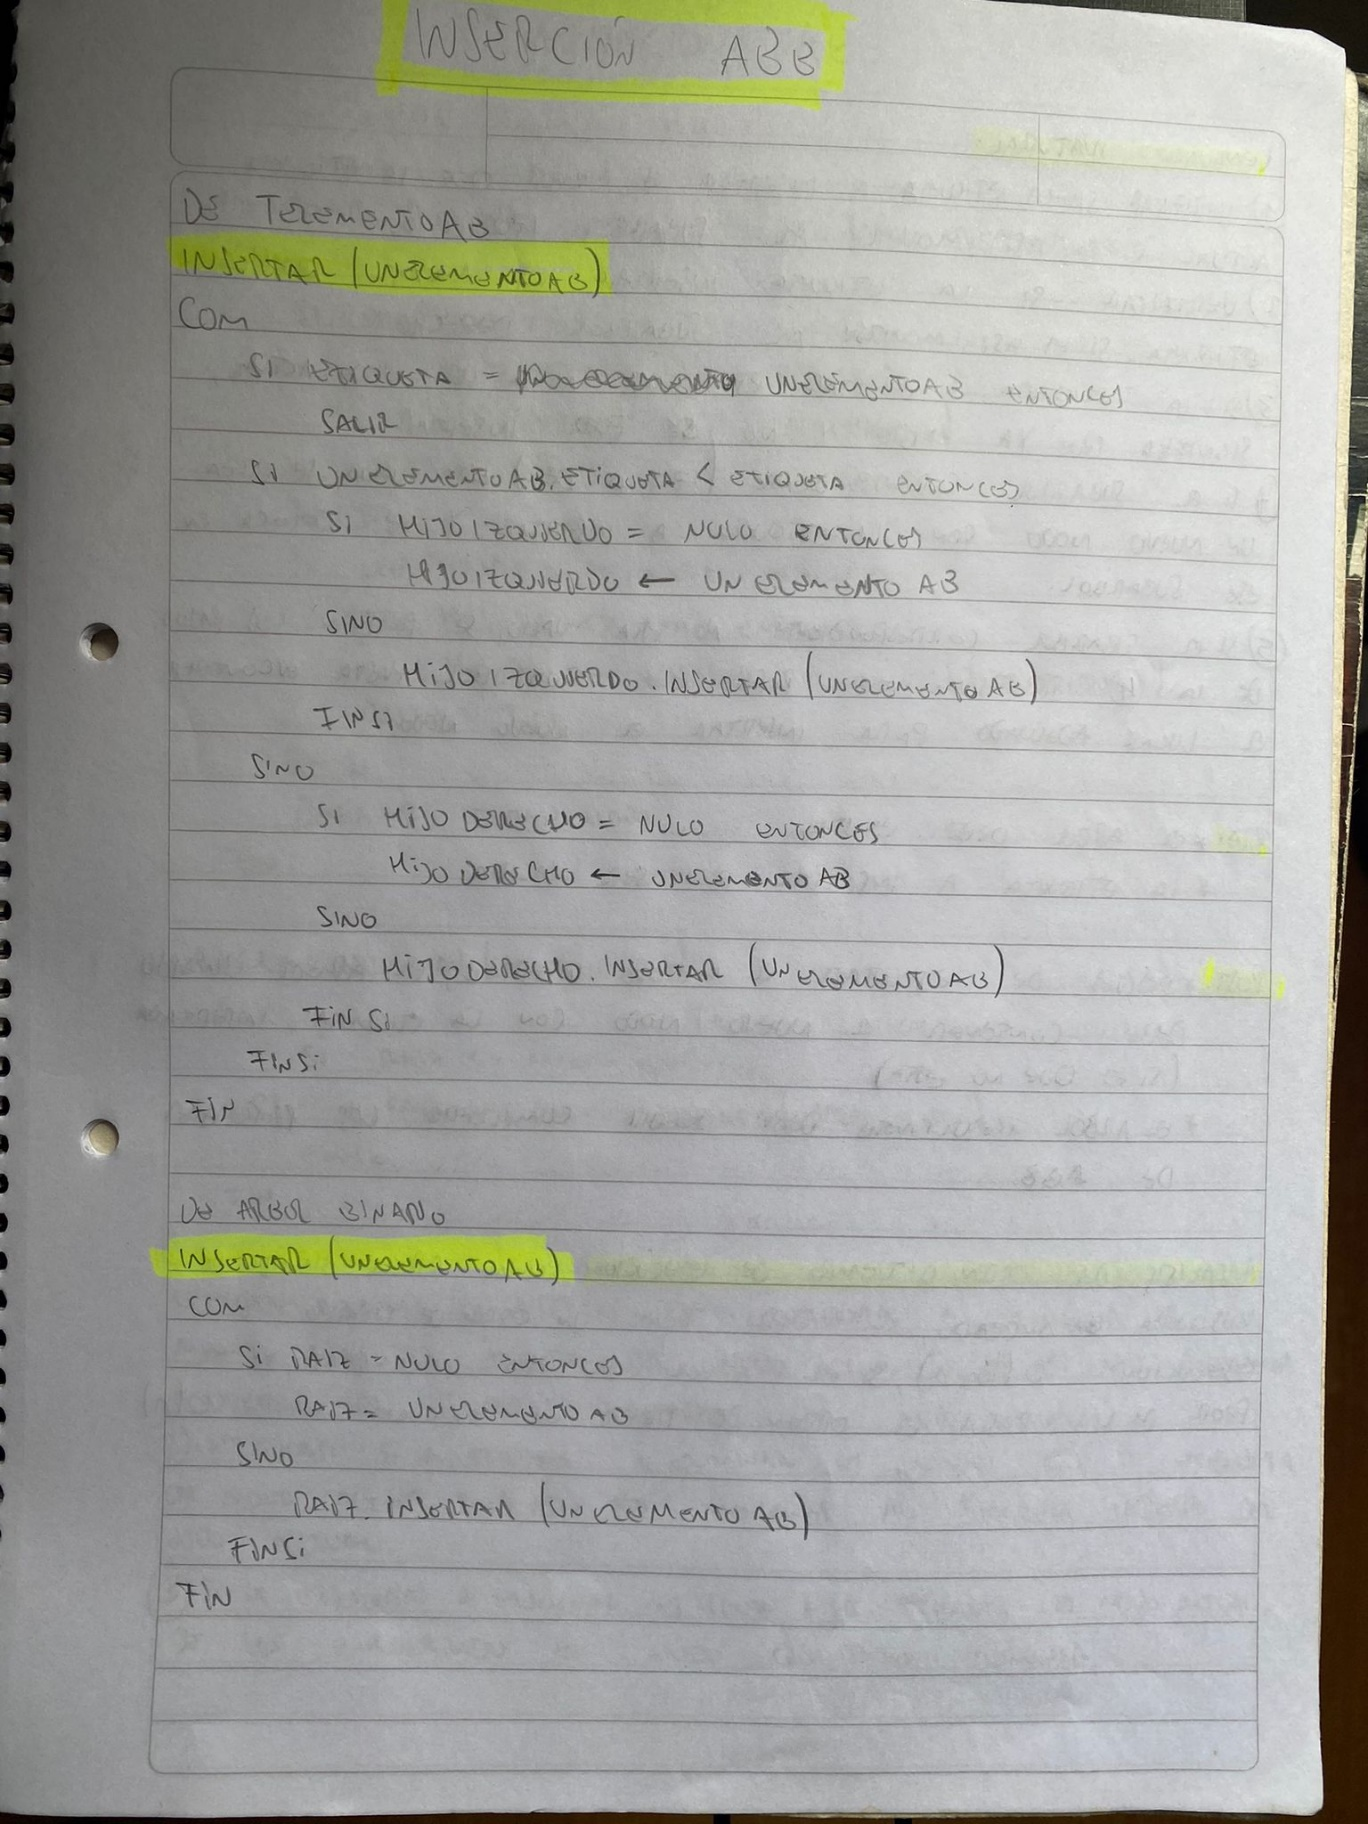 INSERCIÓN ABB
DE TELEMENTOAB
INSERTAR (UNELEMENTOAB)
COM
SI ETIQUETA = UNELEMENTOAB ENTONCES
SALIR
SI UNELEMENTOAB.ETIQUETA < ETIQUETA ENTONCES
SI HIJOIZQUIERDO = NULO ENTONCES
HIJOIZQUIERDO ← UNELEMENTOAB
SINO
HIJOIZQUIERDO.INSERTAR (UNELEMENTOAB)
FINSI
SINO
SI HIJODERECHO = NULO ENTONCES
HIJODERECHO ← UNELEMENTOAB
SINO
HIJODERECHO.INSERTAR (UNELEMENTOAB)
FIN SI
FINSI
FIN
DE ARBOL BINARIO
INSERTAR (UNELEMENTOAB)
COM
SI RAIZ = NULO ENTONCES
RAIZ = UNELEMENTOAB
SINO
RAIZ.INSERTAR (UNELEMENTOAB)
FINSI
FIN